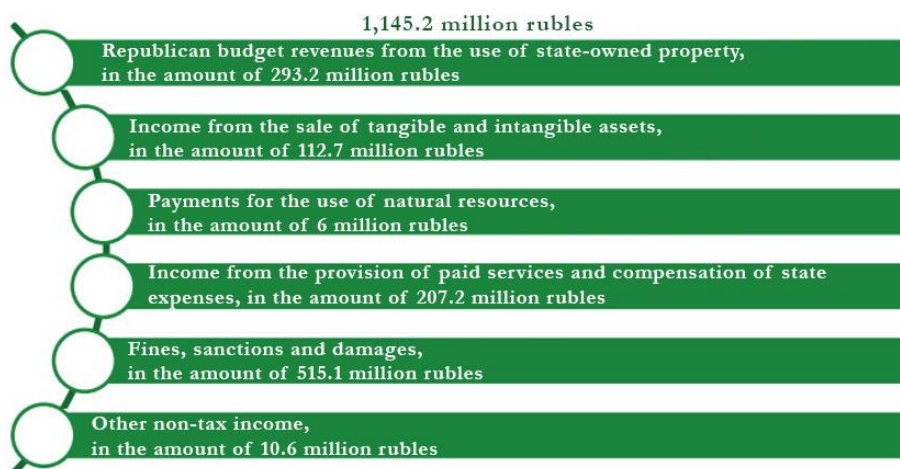 1,145.2 million rubles
Republican budget revenues from the use of state-owned property,
in the amount of 293.2 million rubles
Income from the sale of tangible and intangible assets,
in the amount of 112.7 million rubles
Payments for the use of natural resources,
in the amount of 6 million rubles
Income from the provision of paid services and compensation of state
expenses, in the amount of 207.2 million rubles
Fines, sanctions and damages,
in the amount of 515.1 million rubles
Other non-tax income,
in the amount of 10.6 million rubles